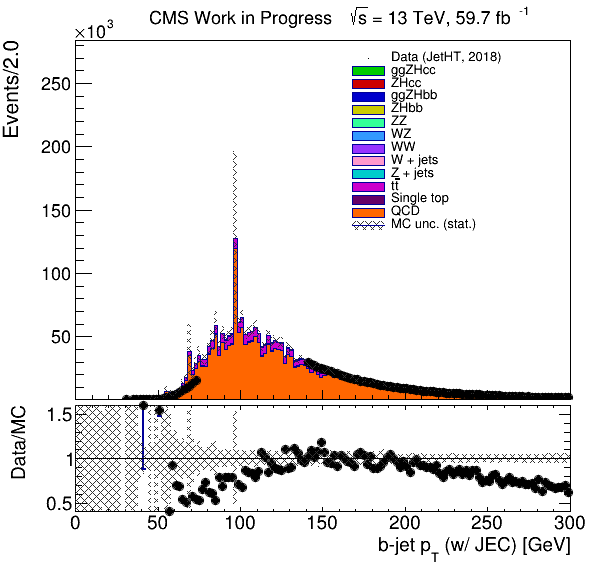 CMS Work in Progress √s = 13 TeV, 59.7 fb⁻¹
×10³
Events/2.0
250
200
150
100
50
Data (JetHT, 2018)
ggZHcc
ZHcc
ggZHbb
ZHbb
ZZ
WZ
WW
W + jets
Z + jets
tt̄
Single top
QCD
MC unc. (stat.)
Data/MC
1.5
1
0.5
0 50 100 150 200 250 300
b-jet p_T (w/ JEC) [GeV]